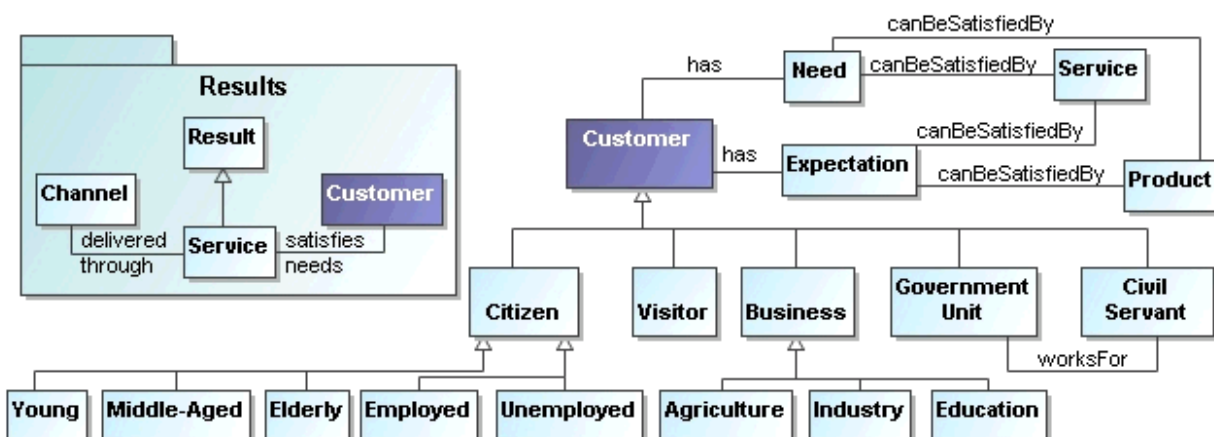 Results
Result
Channel
Customer
delivered
through
Service
satisfies
needs
canBeSatisfiedBy
has
Need
canBeSatisfiedBy
Service
Customer
canBeSatisfiedBy
has
Expectation
canBeSatisfiedBy
Product
Citizen
Visitor
Business
Government
Unit
Civil
Servant
worksFor
Young
Middle-Aged
Elderly
Employed
Unemployed
Agriculture
Industry
Education